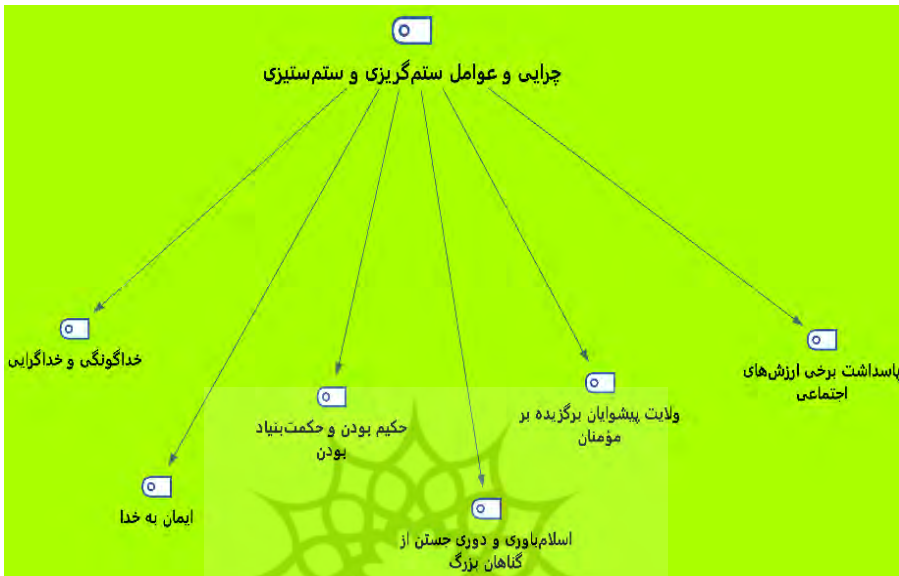 چرایی و عوامل ستم‌گریزی و ستم‌ستیزی
پاسداشت برخی ارزش‌های
اجتماعی
ولایت پیشوایان برگزیده بر
مؤمنان
اسلام‌باوری و دوری جستن از
گناهان بزرگ
حکیم بودن و حکمت‌بنیاد
بودن
ایمان به خدا
خداگونگی و خداگرایی